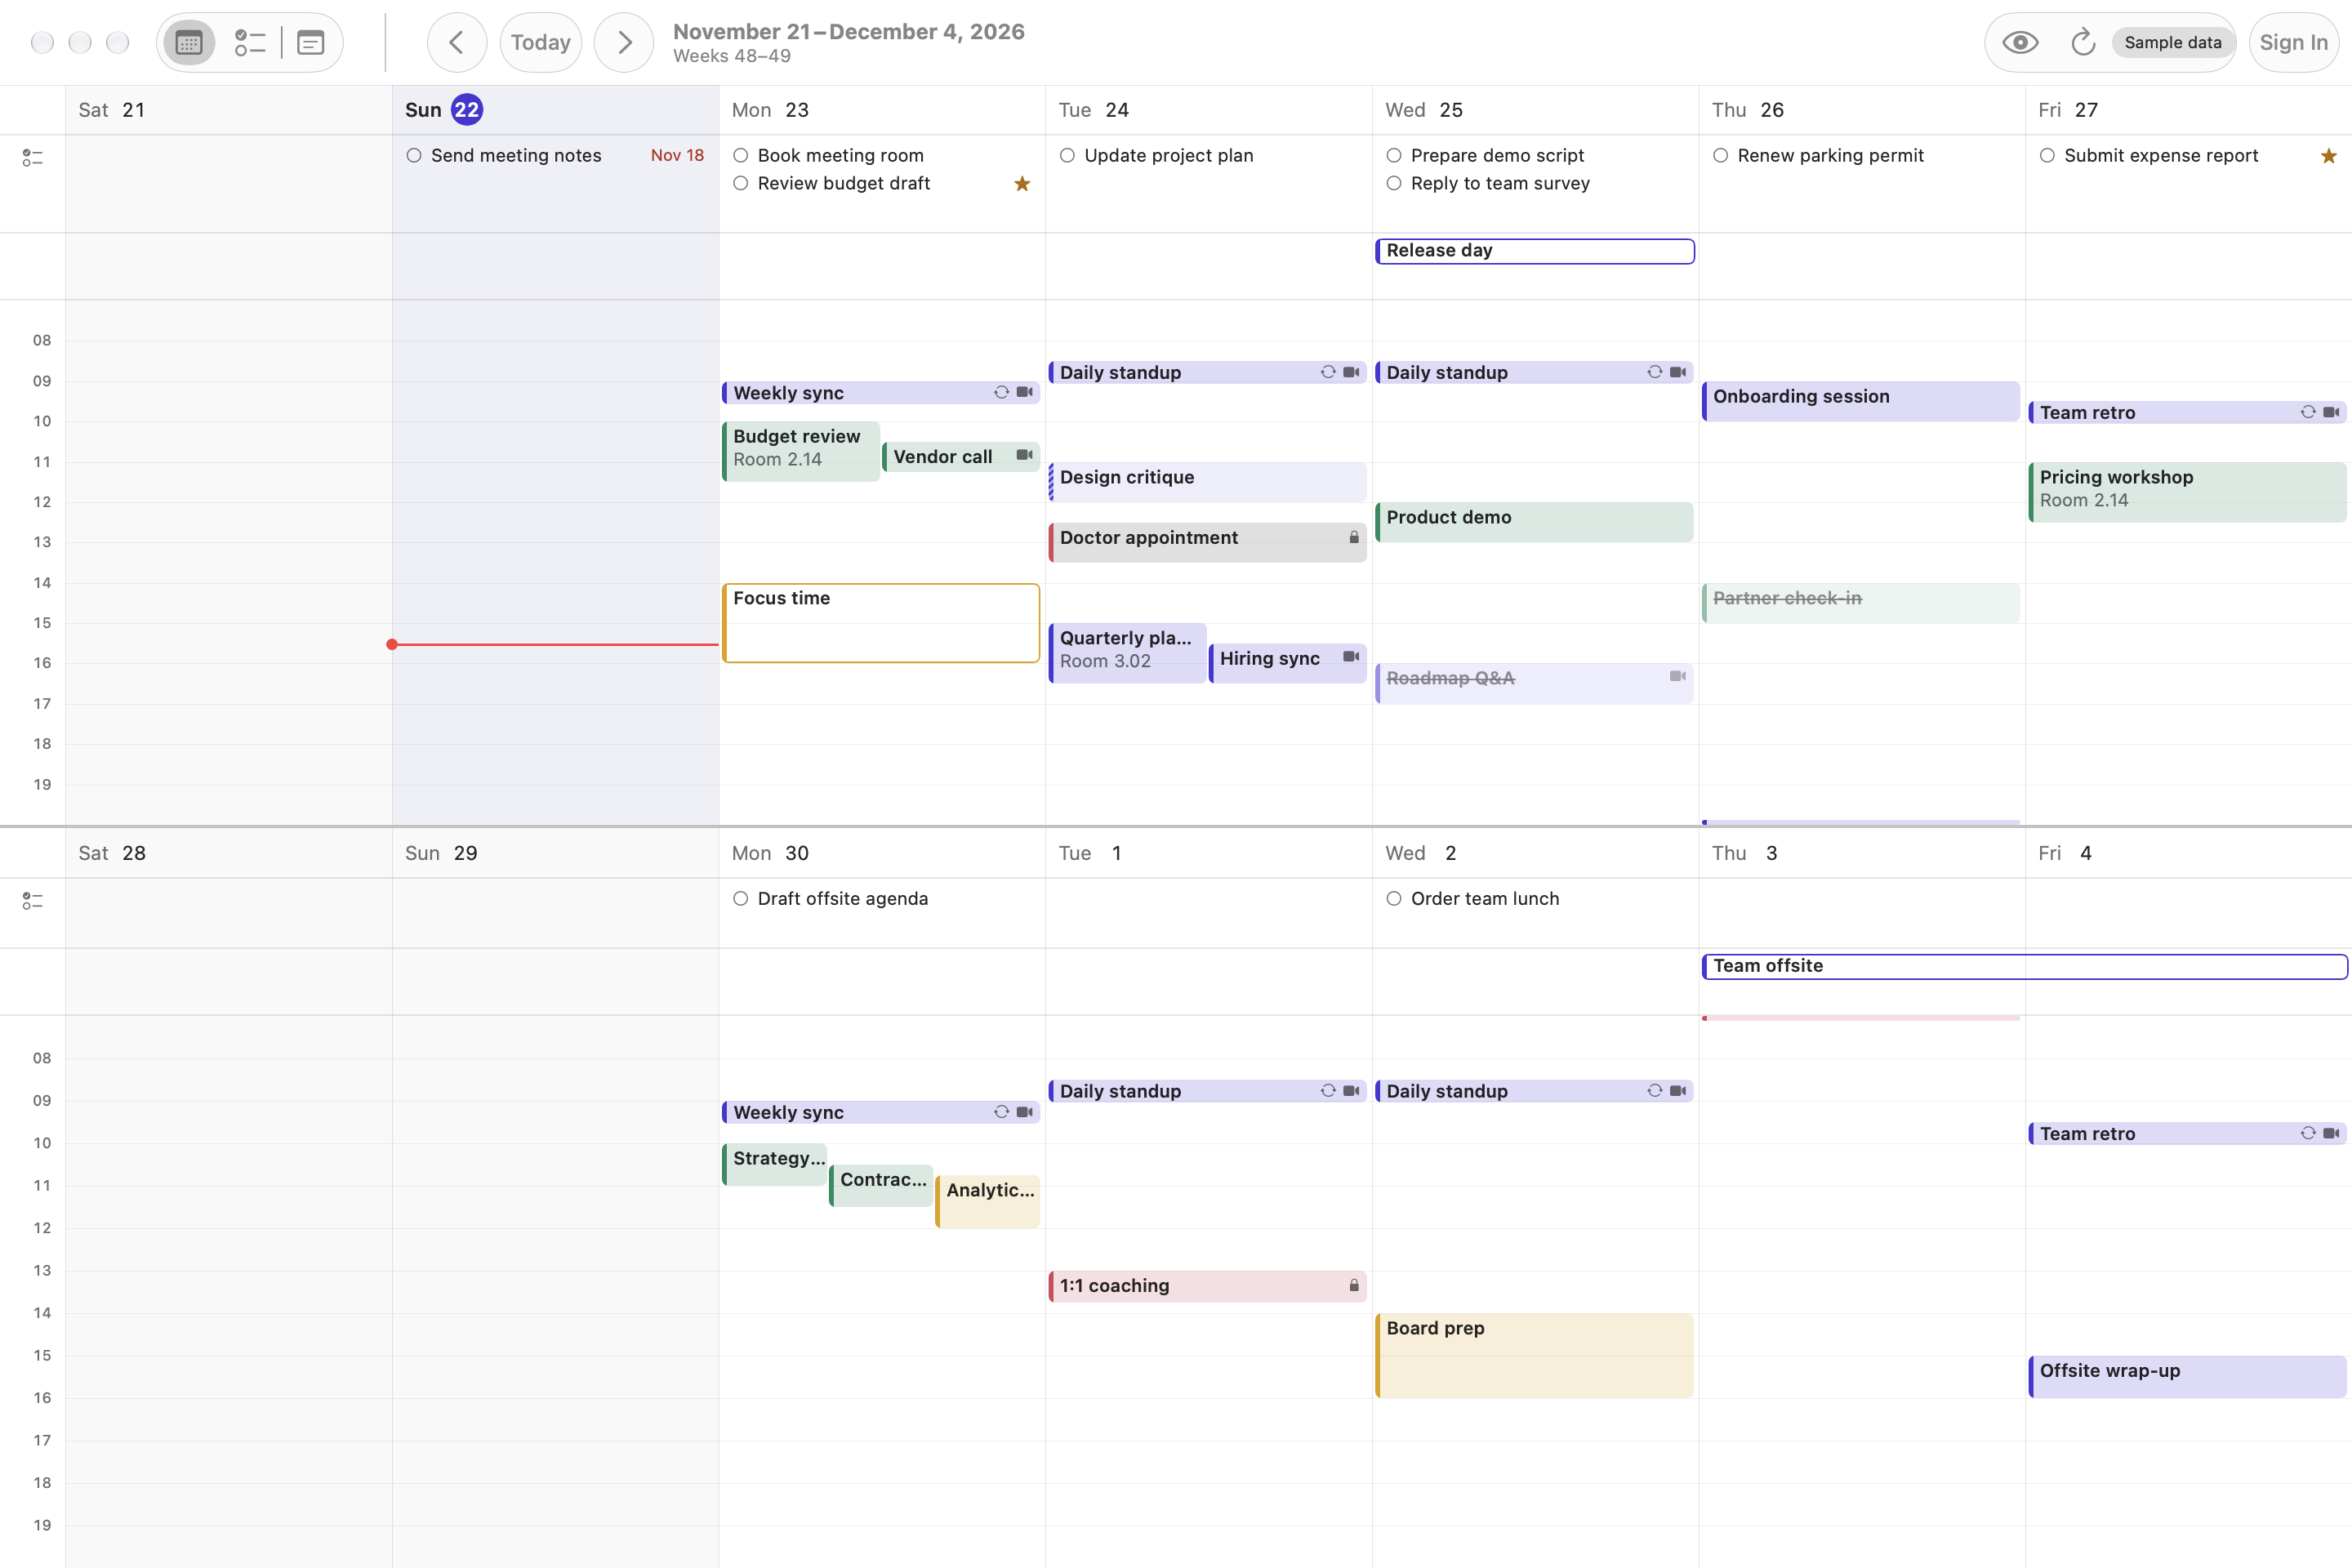 Today
November 21 – December 4, 2026
Weeks 48–49
Sample data
Sign In
Sat 21
Sun 22
Mon 23
Tue 24
Wed 25
Thu 26
Fri 27
Send meeting notes Nov 18
Book meeting room
Review budget draft
Update project plan
Prepare demo script
Reply to team survey
Renew parking permit
Submit expense report
Release day
08
09
10
11
12
13
14
15
16
17
18
19
Weekly sync
Budget review
Room 2.14
Vendor call
Focus time
Daily standup
Design critique
Doctor appointment
Quarterly pla...
Room 3.02
Hiring sync
Daily standup
Product demo
Roadmap Q&A
Onboarding session
Partner check-in
Team retro
Pricing workshop
Room 2.14
Sat 28
Sun 29
Mon 30
Tue 1
Wed 2
Thu 3
Fri 4
Draft offsite agenda
Order team lunch
Team offsite
08
09
10
11
12
13
14
15
16
17
18
19
Weekly sync
Strategy...
Contrac...
Analytic...
Daily standup
1:1 coaching
Daily standup
Board prep
Team retro
Offsite wrap-up